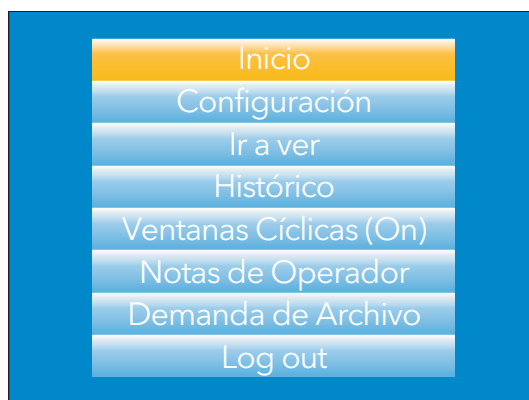 Inicio
Configuración
Ir a ver
Histórico
Ventanas Cíclicas (On)
Notas de Operador
Demanda de Archivo
Log out